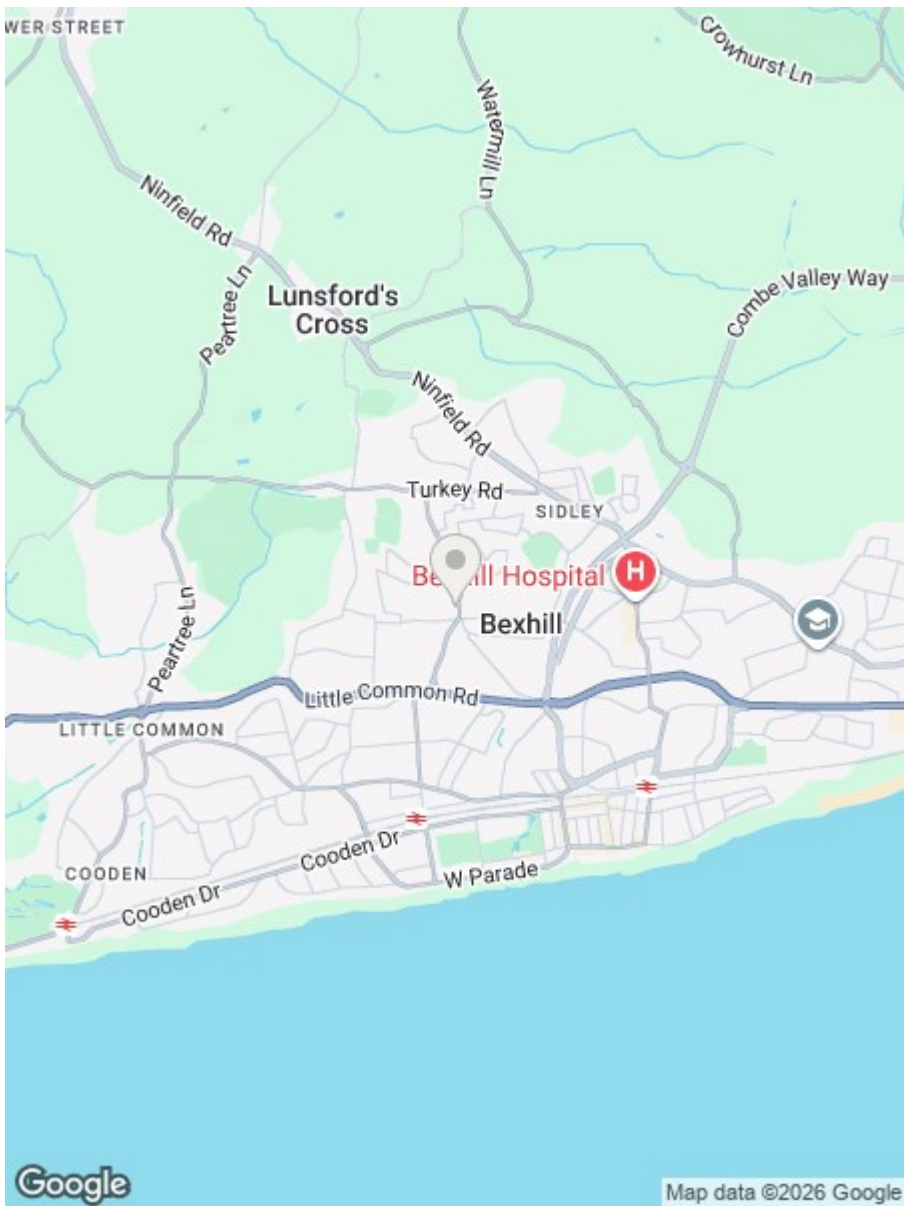 WER STREET
Crowhurst Ln
Watermill Ln
Ninfield Rd
Combe Valley Way
Peartree Ln
Lunsford's
Cross
Ninfield Rd
Turkey Rd
SIDLEY
Bexhill Hospital
H
Bexhill
Peartree Ln
Little Common Rd
LITTLE COMMON
Cooden Dr
COODEN
W Parade
Cooden Dr
Google
Map data ©2026 Google